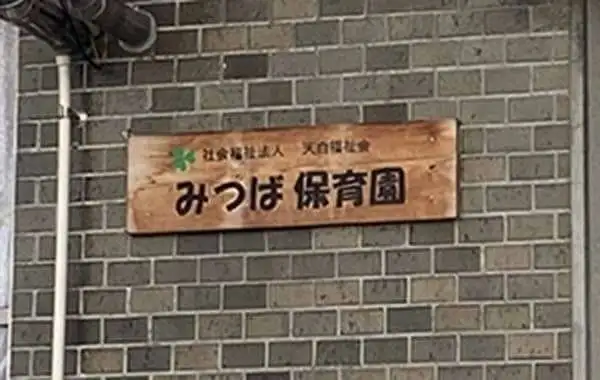 社会福祉法人 天白福祉会
みつば保育園